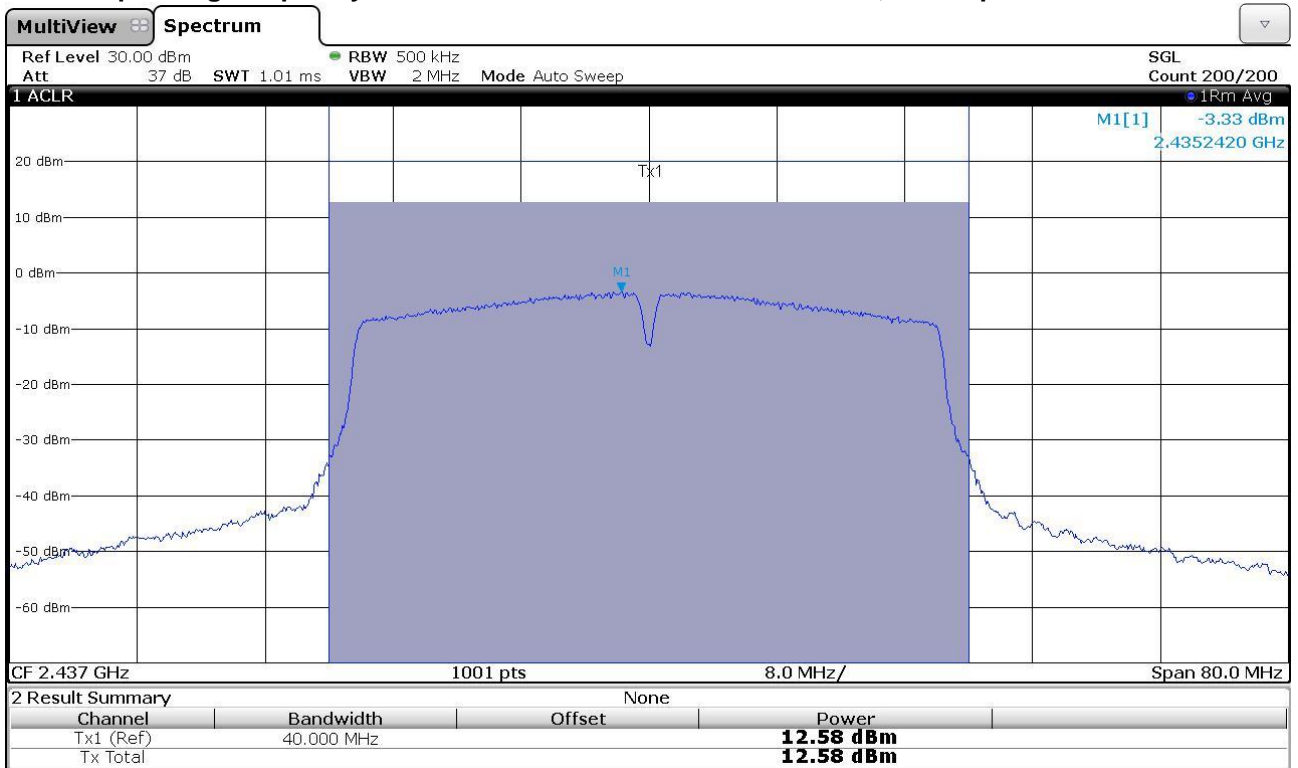 MultiView Spectrum
Ref Level 30.00 dBm RBW 500 kHz SGL
Att 37 dB SWT 1.01 ms VBW 2 MHz Mode Auto Sweep Count 200/200
1 ACLR 1Rm Avg
M1[1] -3.33 dBm
2.4352420 GHz
20 dBm
Tx1
10 dBm
0 dBm
M1
-10 dBm
-20 dBm
-30 dBm
-40 dBm
-50 dBm
-60 dBm
CF 2.437 GHz 1001 pts 8.0 MHz/ Span 80.0 MHz
2 Result Summary None
Channel Bandwidth Offset Power
Tx1 (Ref) 40.000 MHz 12.58 dBm
Tx Total 12.58 dBm